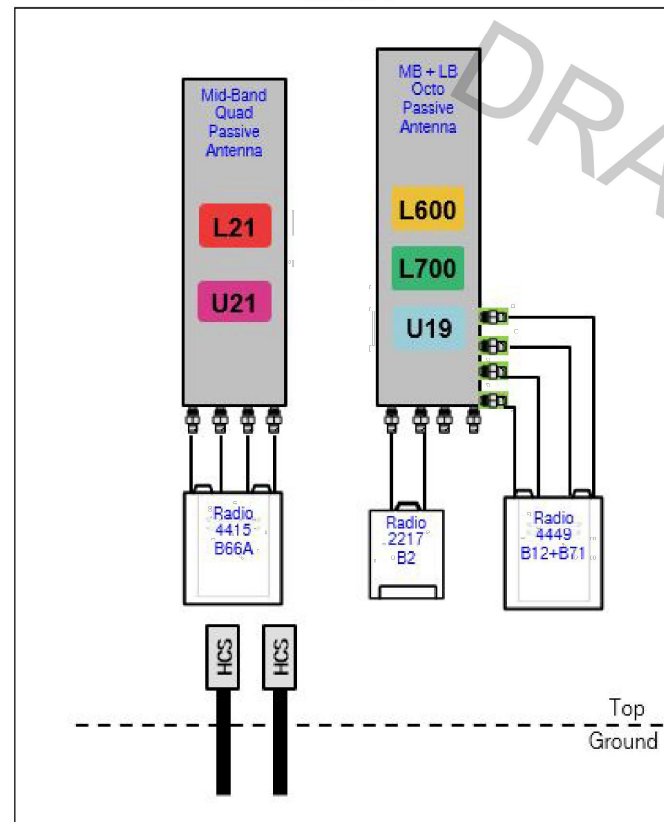 Mid-Band
Quad
Passive
Antenna
L21
U21
MB + LB
Octo
Passive
Antenna
L600
L700
U19
Radio
4415
B66A
Radio
2217
B2
Radio
4449
B12+B71
HCS
HCS
Top
Ground
DRA